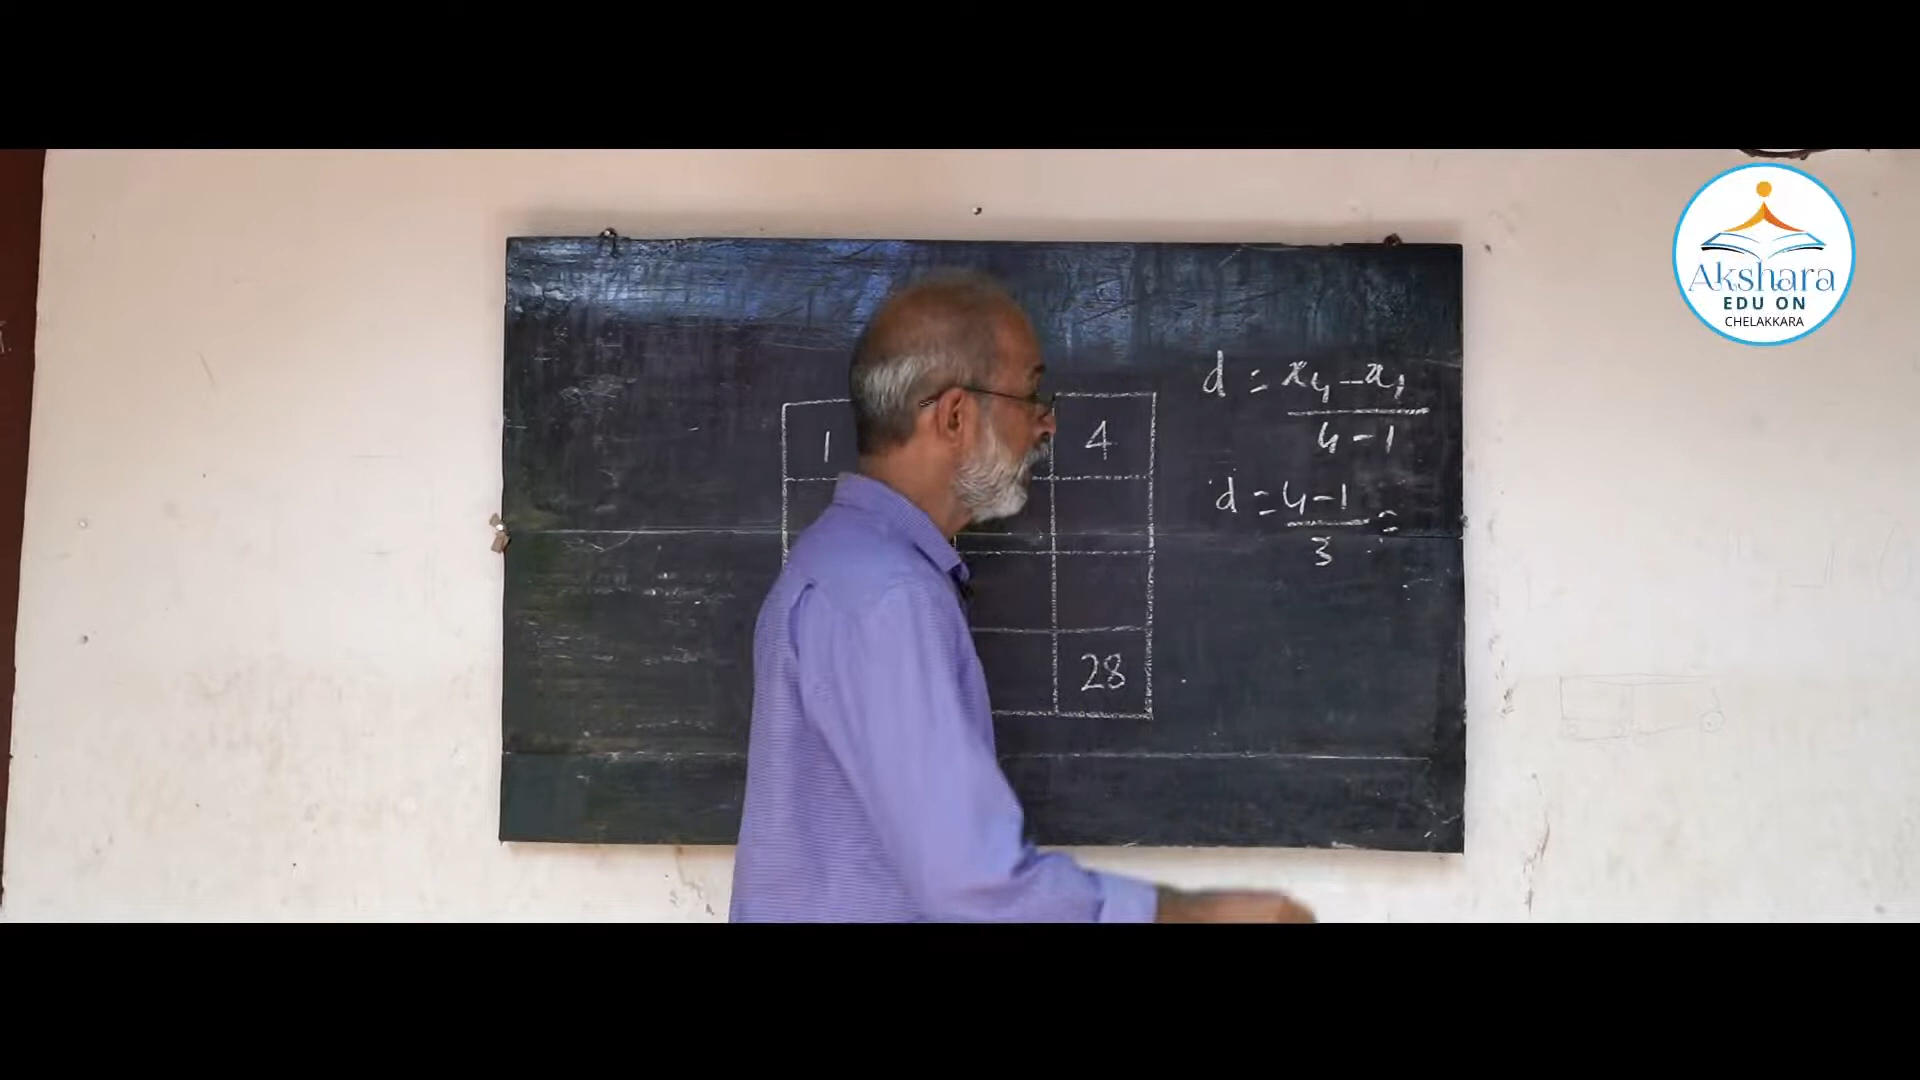 Akshara
EDU ON
CHELAKKARA
1 4
28
d = x₄ - x₁
4 - 1
d = 4 - 1 =
3